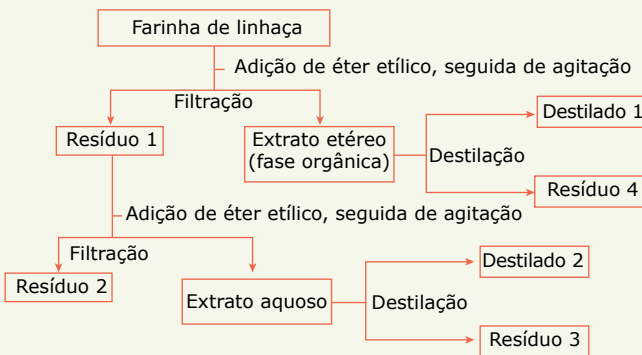 Farinha de linhaça
Adição de éter etílico, seguida de agitação
Filtração
Resíduo 1
Extrato etéreo
(fase orgânica)
Destilação
Destilado 1
Resíduo 4
Adição de éter etílico, seguida de agitação
Filtração
Resíduo 2
Extrato aquoso
Destilação
Destilado 2
Resíduo 3